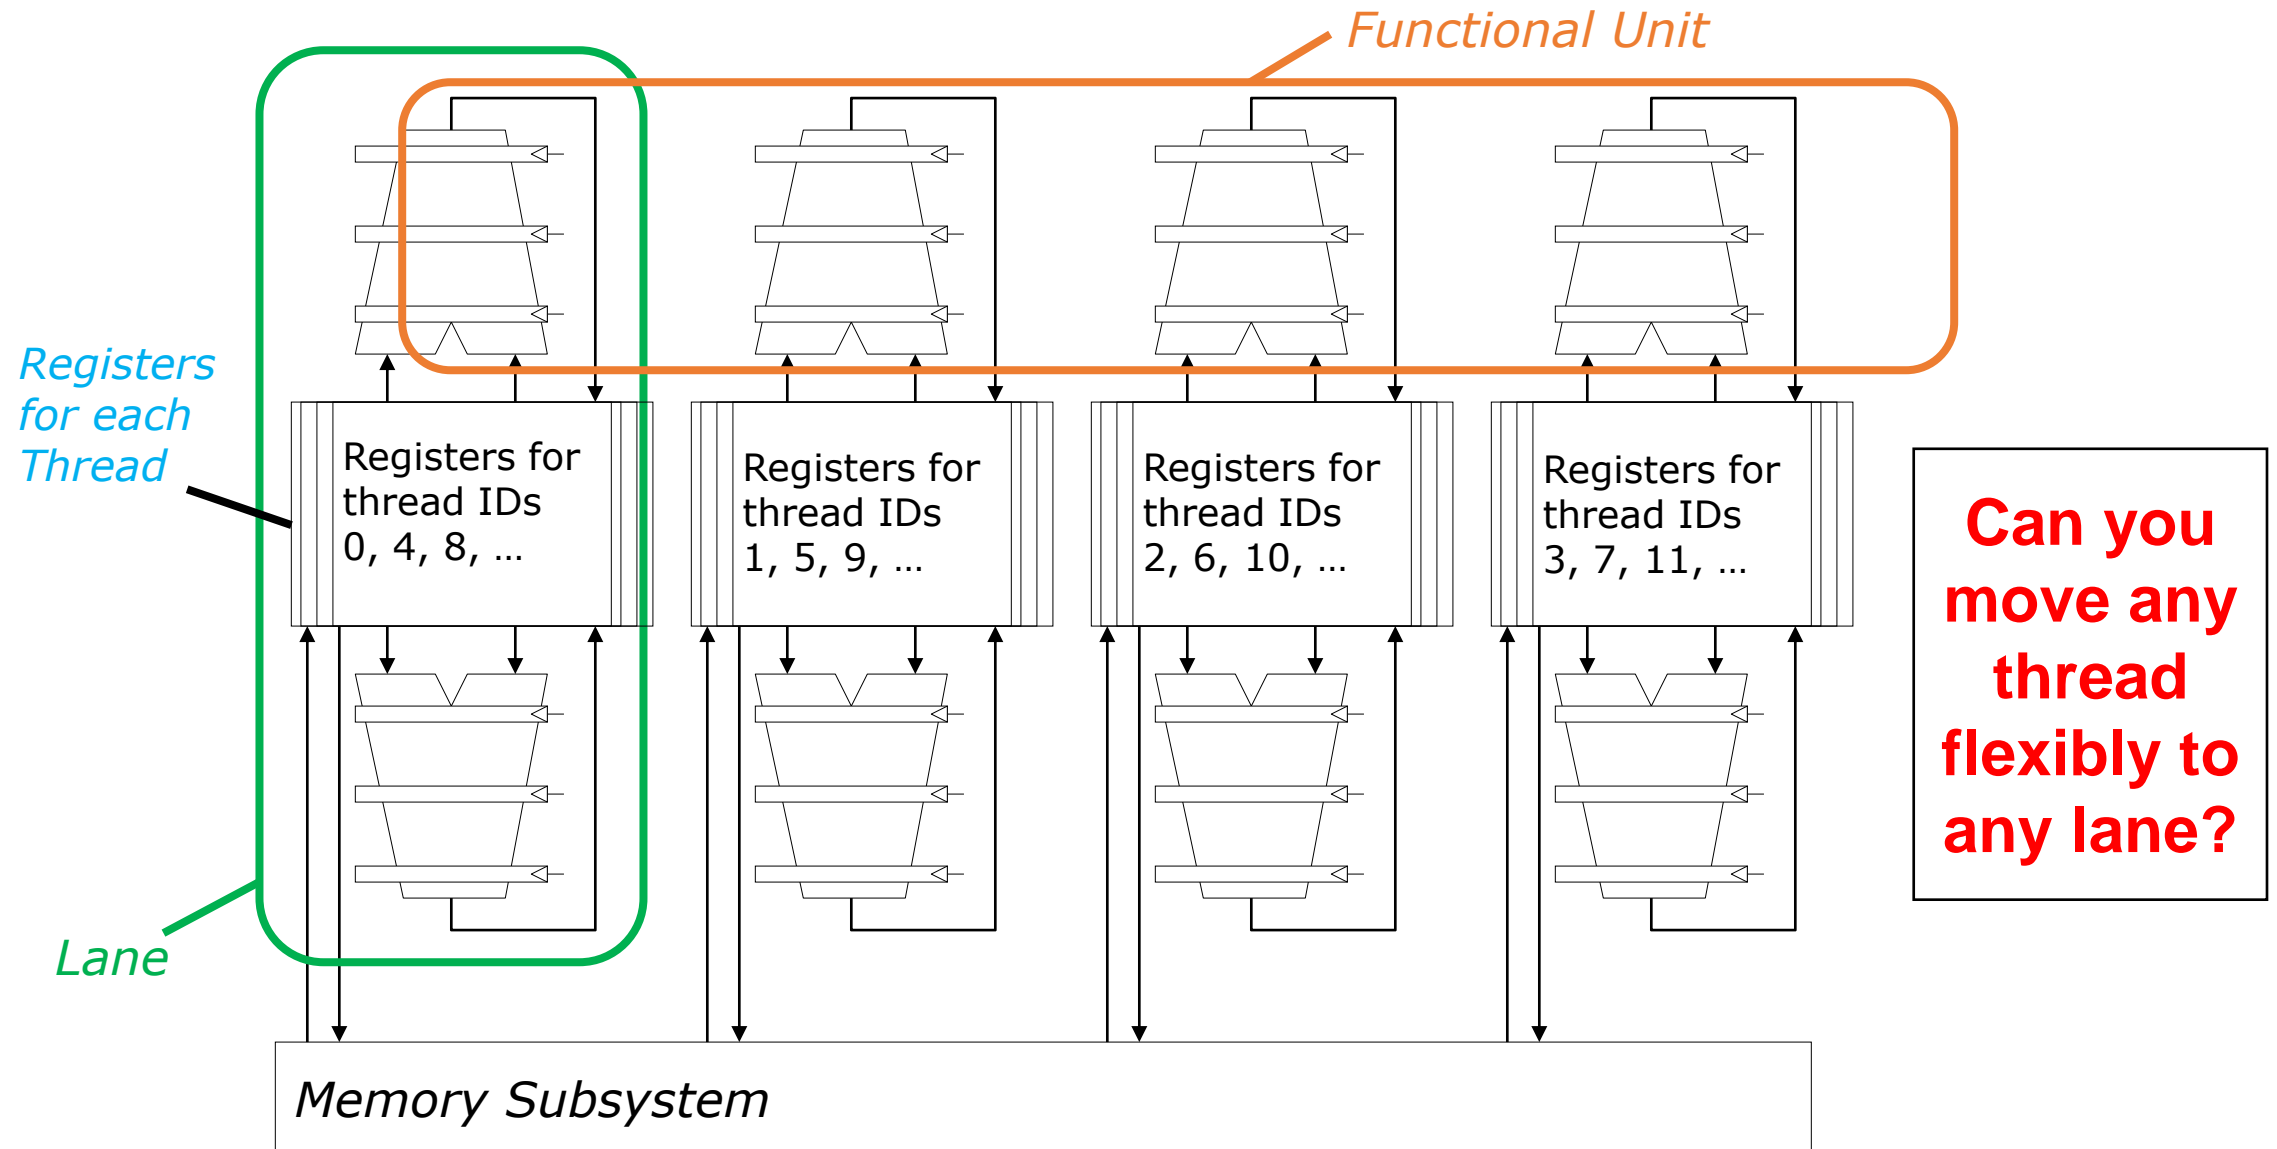 Functional Unit
Registers
for each
Thread
Registers for
thread IDs
0, 4, 8, …
Registers for
thread IDs
1, 5, 9, …
Registers for
thread IDs
2, 6, 10, …
Registers for
thread IDs
3, 7, 11, …
Can you
move any
thread
flexibly to
any lane?
Lane
Memory Subsystem